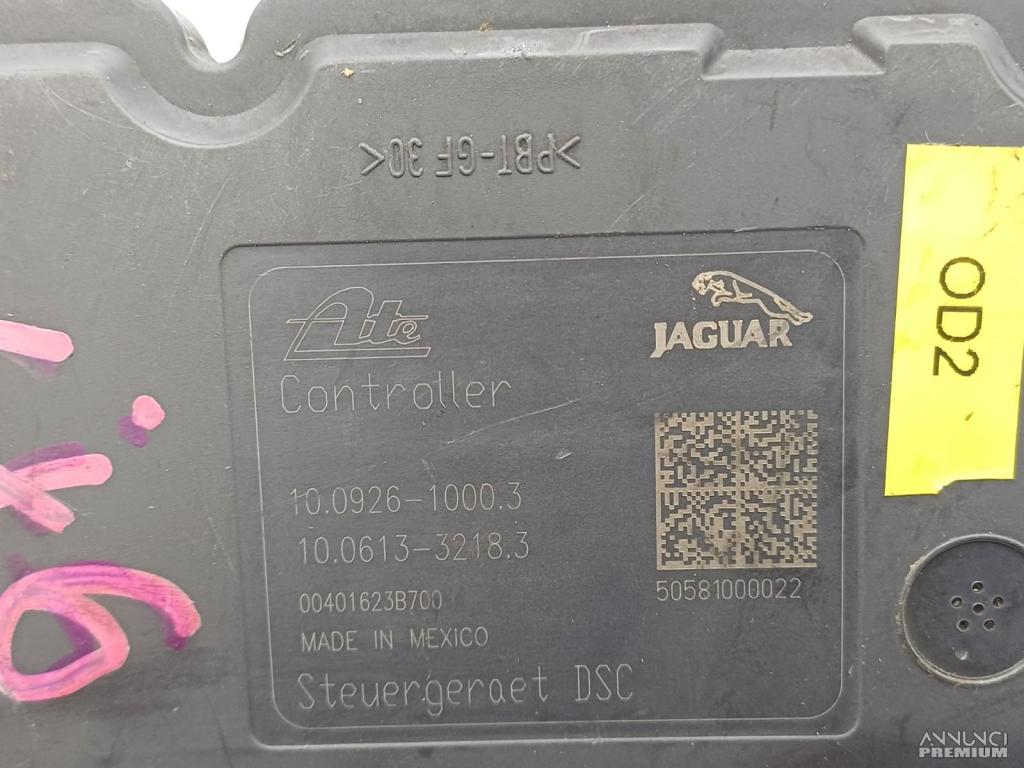 >PBT-GF 30<
Ate
JAGUAR
Controller
10.0926-1000.3
10.0613-3218.3
00401623B700
MADE IN MEXICO
Steuergeraet DSC
50581000022
OD2
ANNUNCI
PREMIUM